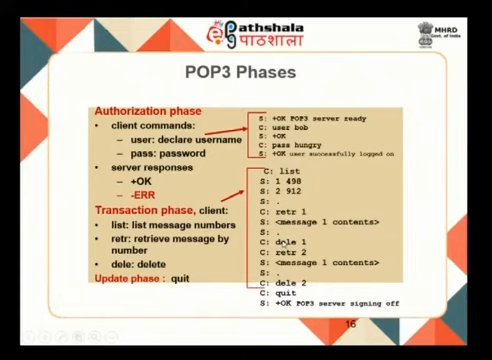 Pathshala
पाठशाला
MHRD
Govt. of India
POP3 Phases
Authorization phase
• client commands:
• user: declare username
• pass: password
• server responses
• +OK
• -ERR
Transaction phase, client:
• list: list message numbers
• retr: retrieve message by
number
• dele: delete
Update phase : quit
S: +OK POP3 server ready
C: user bob
S: +OK
C: pass hungry
S: +OK user successfully logged on
C: list
S: 1 498
S: 2 912
S: .
C: retr 1
S: <message 1 contents>
S: .
C: dele 1
C: retr 2
S: <message 1 contents>
S: .
C: dele 2
C: quit
S: +OK POP3 server signing off
16